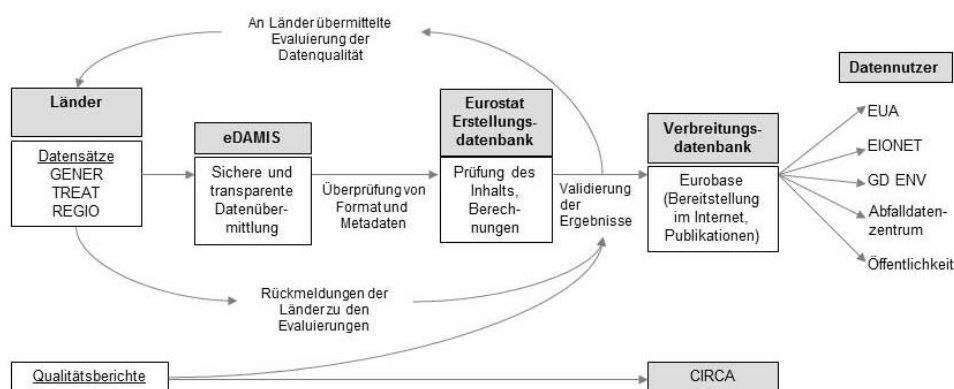 An Länder übermittelte
Evaluierung der
Datenqualität
Länder
Datensätze
GENER
TREAT
REGIO
eDAMIS
Sichere und
transparente
Datenüber-
mittlung
Überprüfung von
Format und
Metadaten
Eurostat
Erstellungs-
datenbank
Prüfung des
Inhalts,
Berech-
nungen
Validierung
der
Ergebnisse
Verbreitungs-
datenbank
Eurobase
(Bereitstellung
im Internet,
Publikationen)
Datennutzer
EUA
EIONET
GD ENV
Abfalldaten-
zentrum
Öffentlichkeit
Rückmeldungen der
Länder zu den
Evaluierungen
Qualitätsberichte
CIRCA